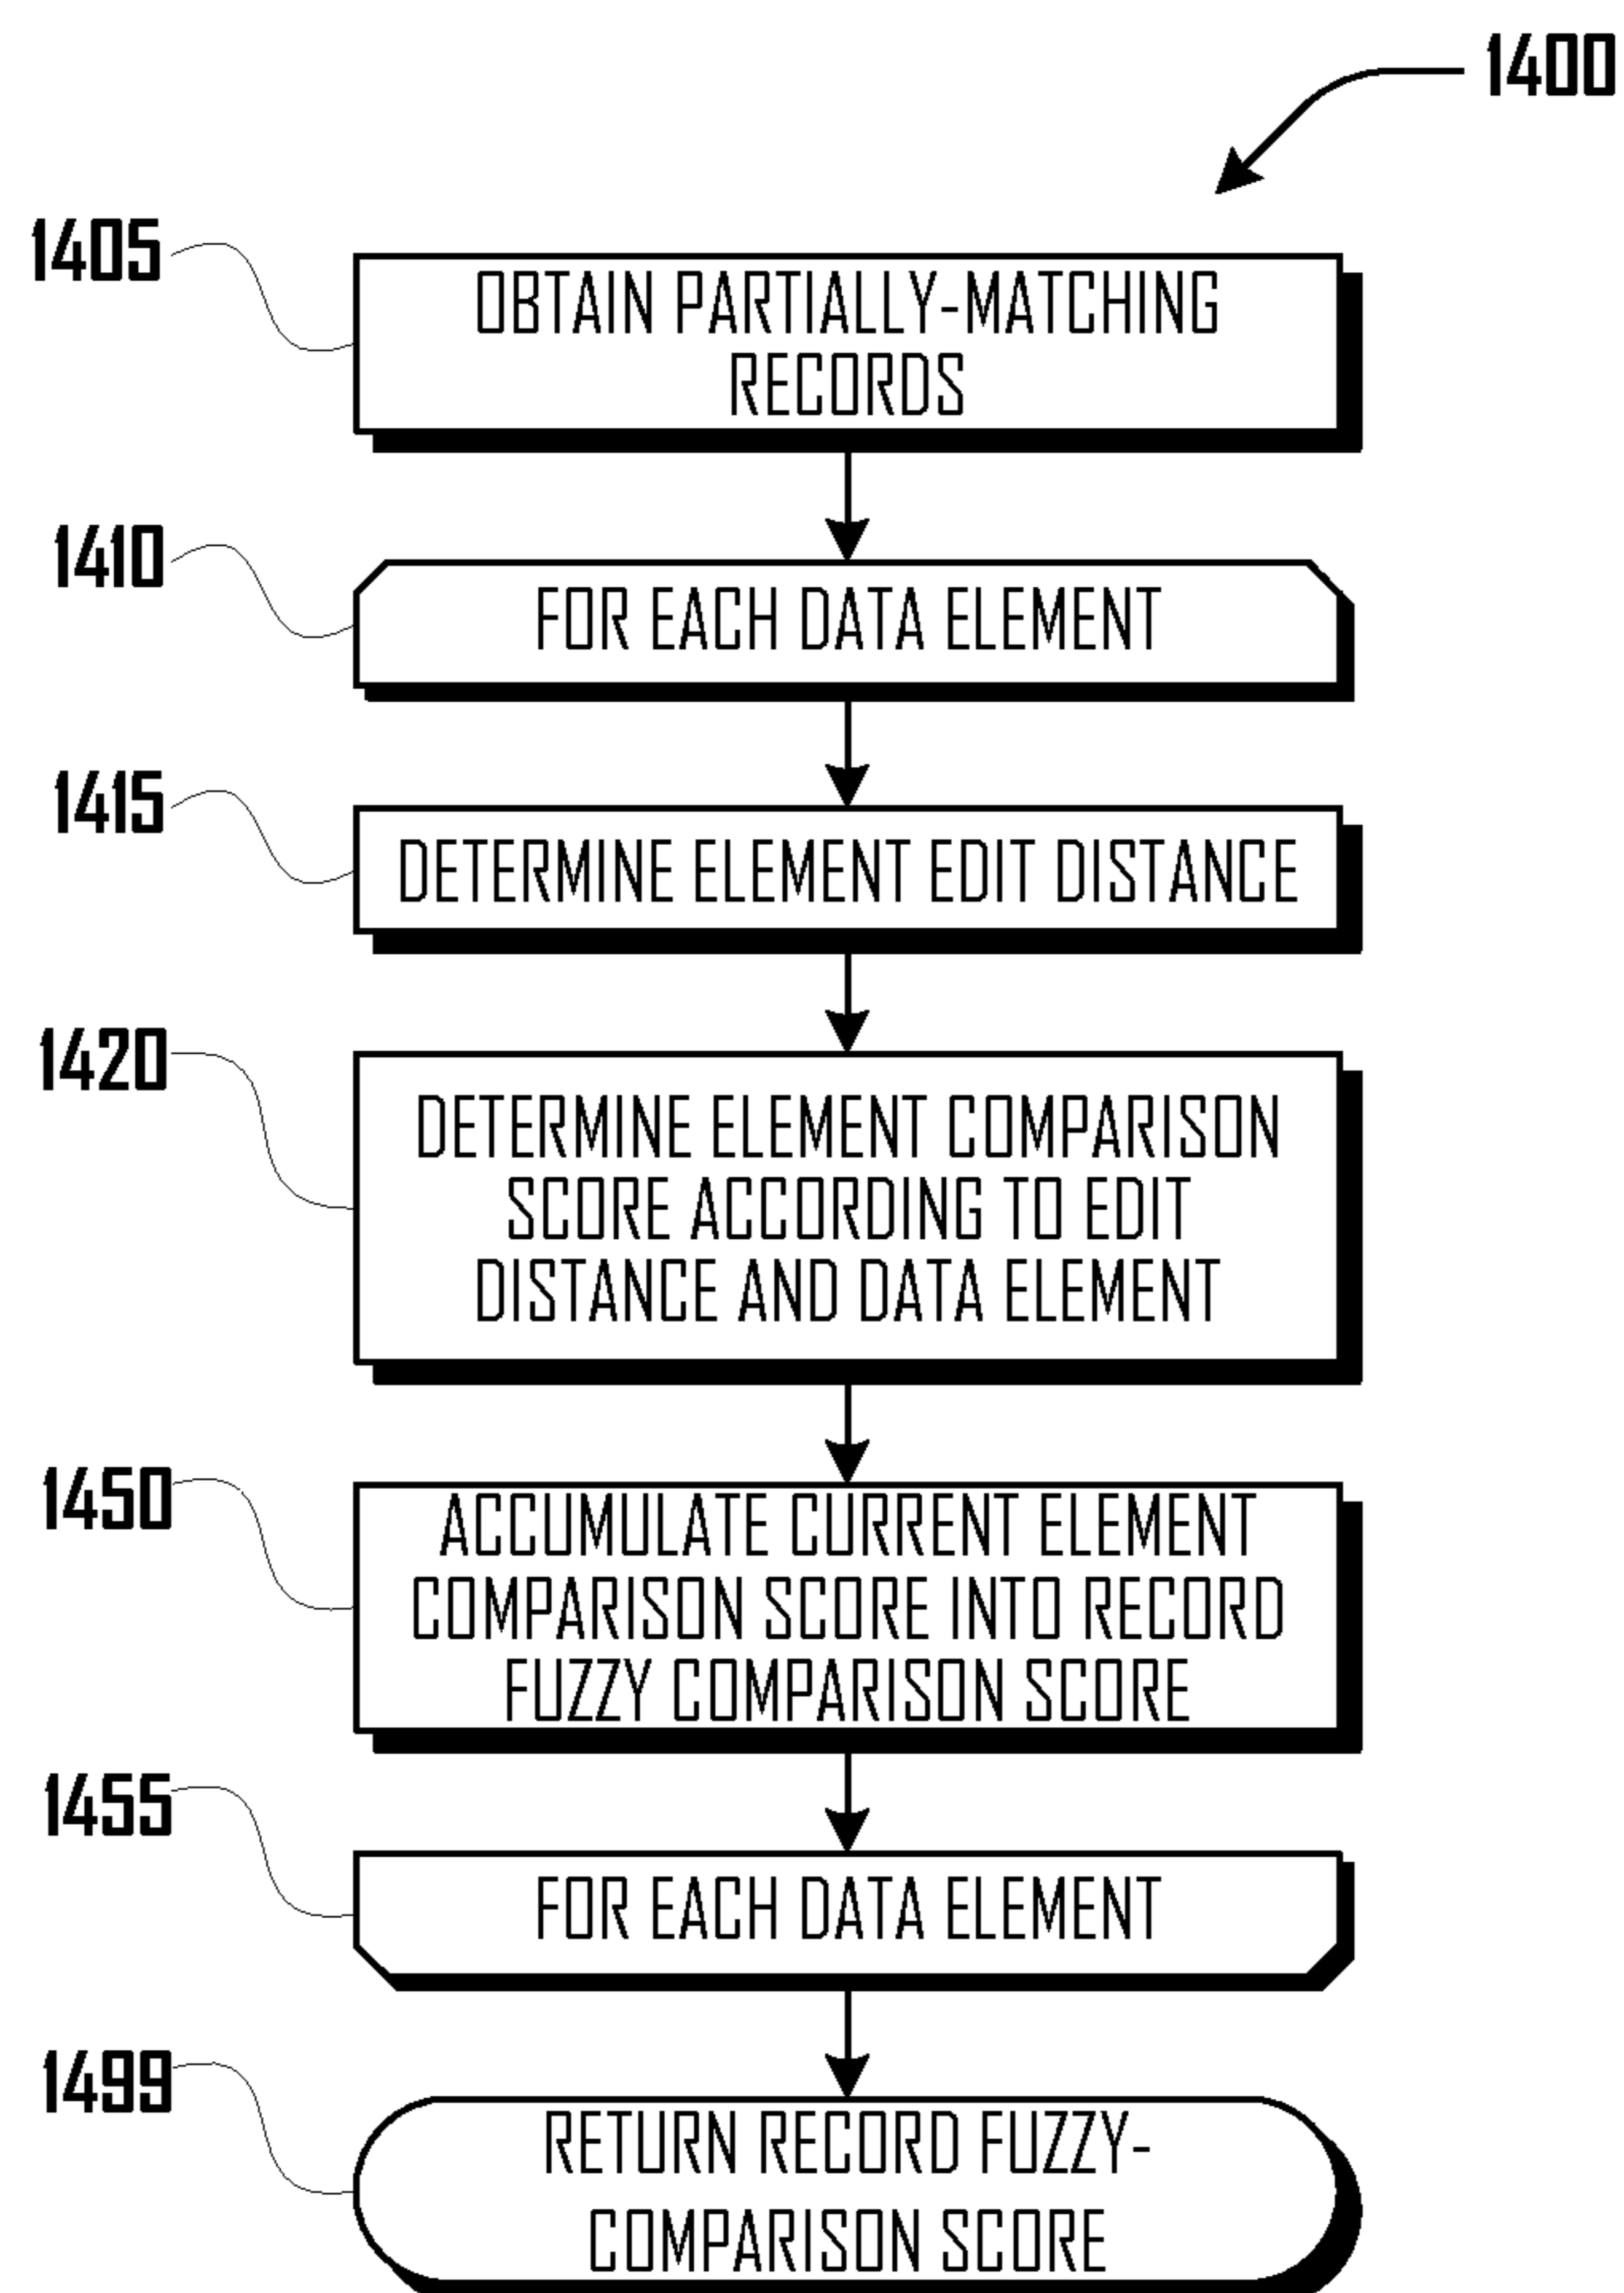 1400
1405
OBTAIN PARTIALLY-MATCHING
RECORDS
1410
FOR EACH DATA ELEMENT
1415
DETERMINE ELEMENT EDIT DISTANCE
1420
DETERMINE ELEMENT COMPARISON
SCORE ACCORDING TO EDIT
DISTANCE AND DATA ELEMENT
1450
ACCUMULATE CURRENT ELEMENT
COMPARISON SCORE INTO RECORD
FUZZY COMPARISON SCORE
1455
FOR EACH DATA ELEMENT
1499
RETURN RECORD FUZZY-
COMPARISON SCORE